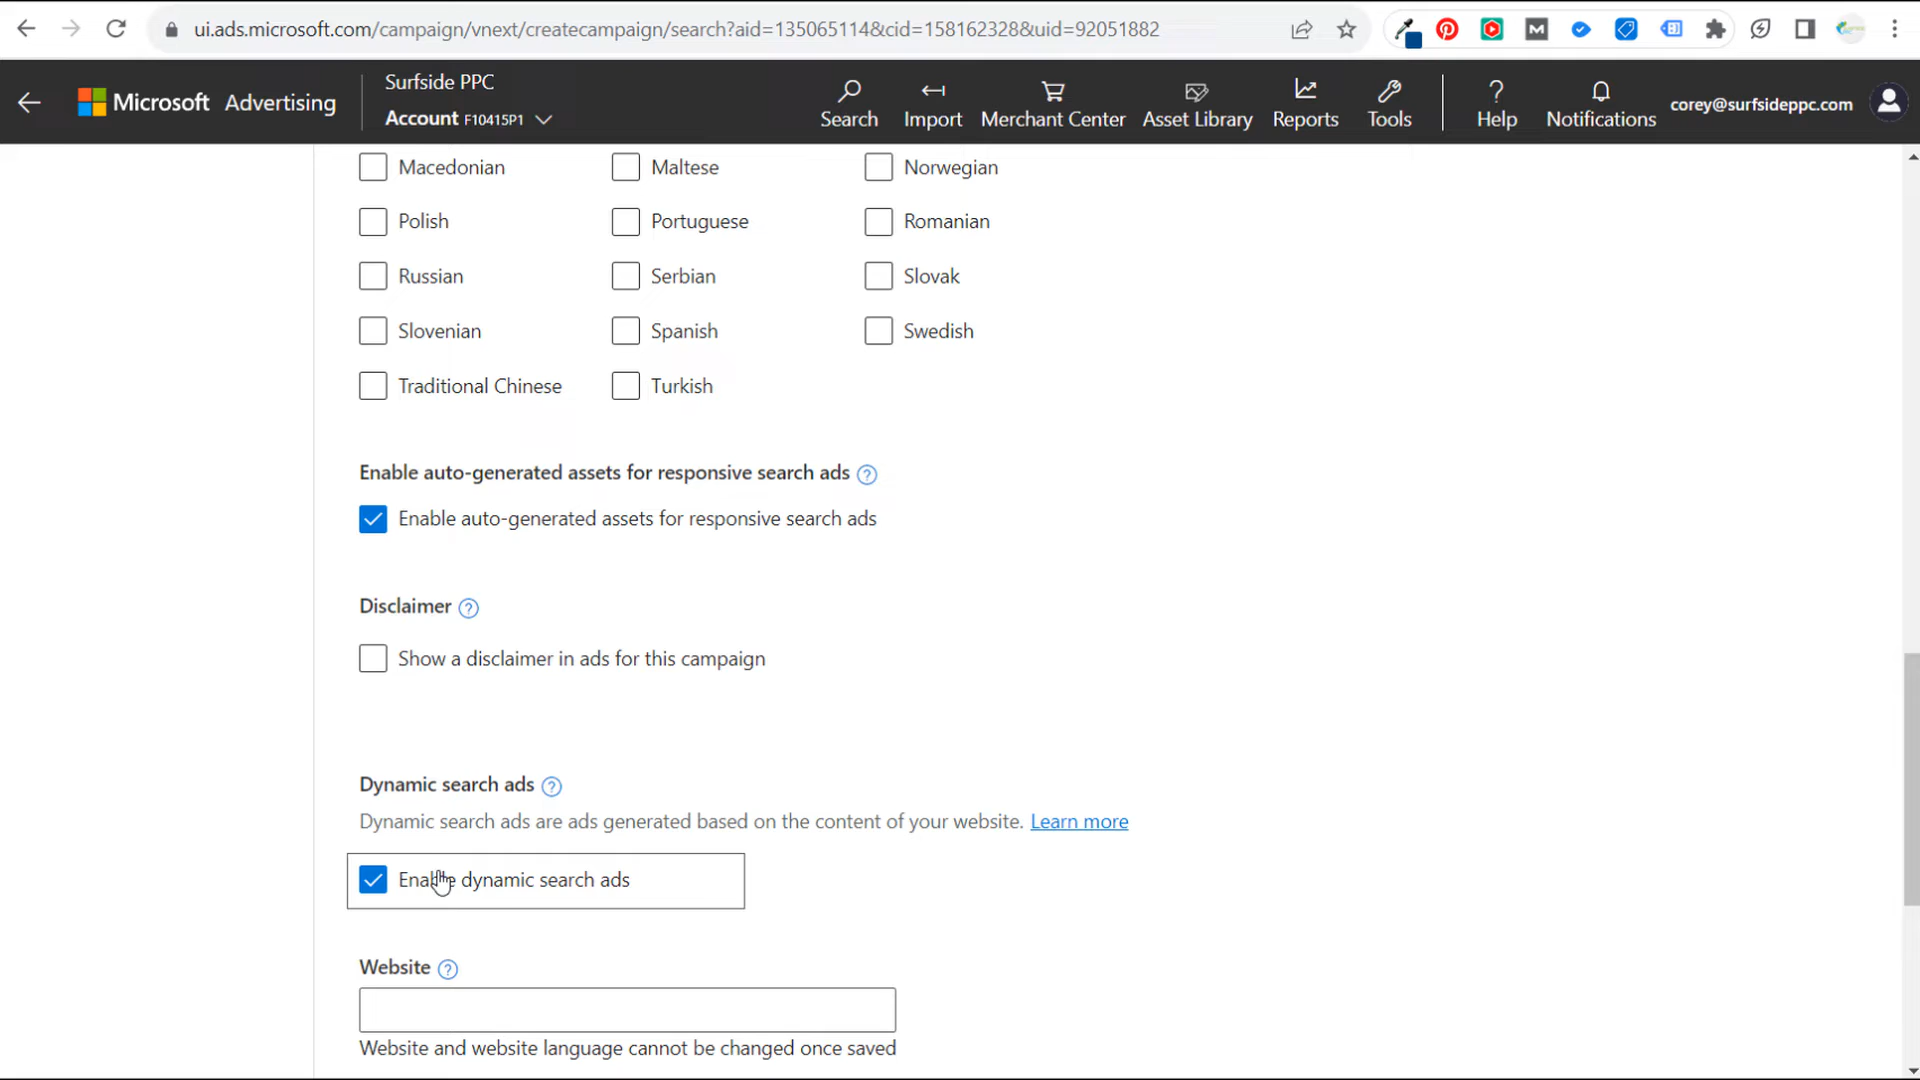 ui.ads.microsoft.com/campaign/vnext/createcampaign/search?aid=135065114&cid=158162328&uid=92051882
Microsoft Advertising
Surfside PPC
Account F10415P1
Search
Import
Merchant Center
Asset Library
Reports
Tools
Help
Notifications
corey@surfsideppc.com
Macedonian
Maltese
Norwegian
Polish
Portuguese
Romanian
Russian
Serbian
Slovak
Slovenian
Spanish
Swedish
Traditional Chinese
Turkish
Enable auto-generated assets for responsive search ads
Enable auto-generated assets for responsive search ads
Disclaimer
Show a disclaimer in ads for this campaign
Dynamic search ads
Dynamic search ads are ads generated based on the content of your website. Learn more
Enable dynamic search ads
Website
Website and website language cannot be changed once saved